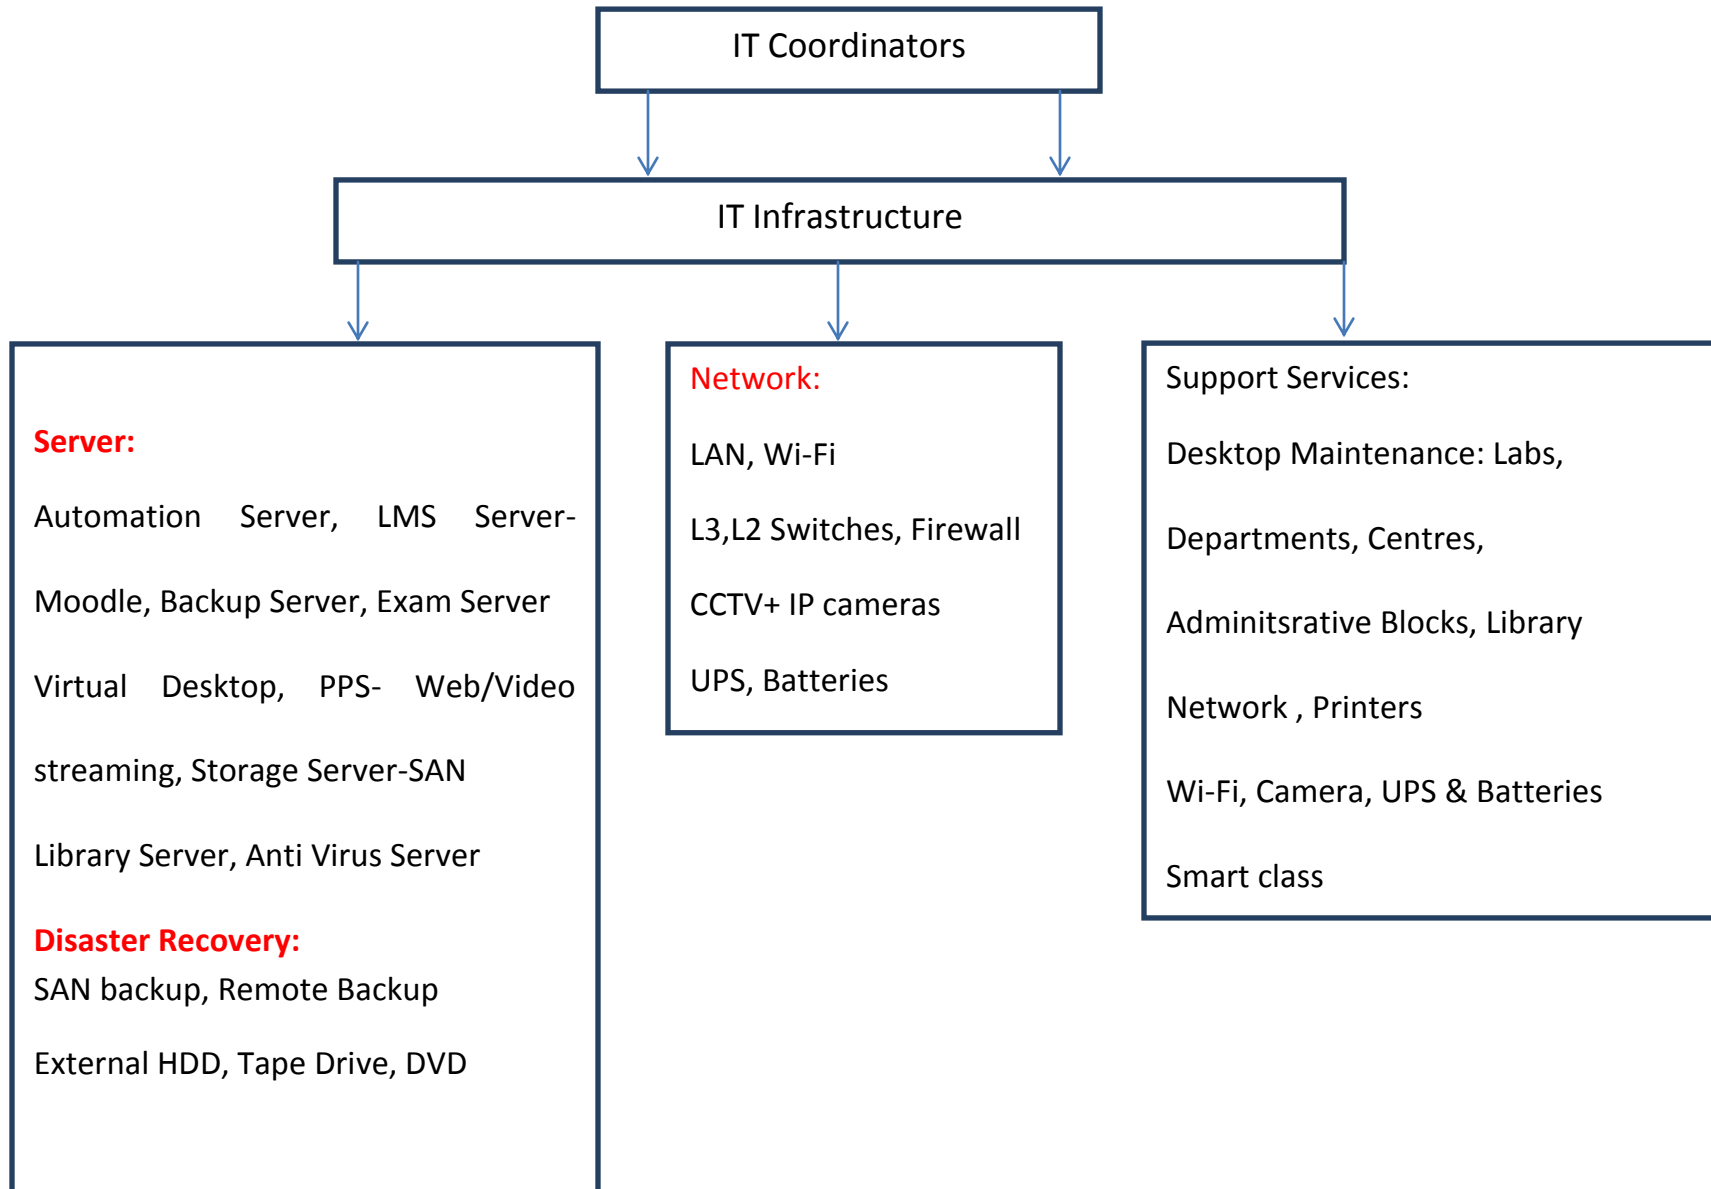 IT Coordinators
IT Infrastructure
Server:
Automation Server, LMS Server-
Moodle, Backup Server, Exam Server
Virtual Desktop, PPS- Web/Video
streaming, Storage Server-SAN
Library Server, Anti Virus Server
Disaster Recovery:
SAN backup, Remote Backup
External HDD, Tape Drive, DVD
Network:
LAN, Wi-Fi
L3,L2 Switches, Firewall
CCTV+ IP cameras
UPS, Batteries
Support Services:
Desktop Maintenance: Labs,
Departments, Centres,
Adminitsrative Blocks, Library
Network , Printers
Wi-Fi, Camera, UPS & Batteries
Smart class